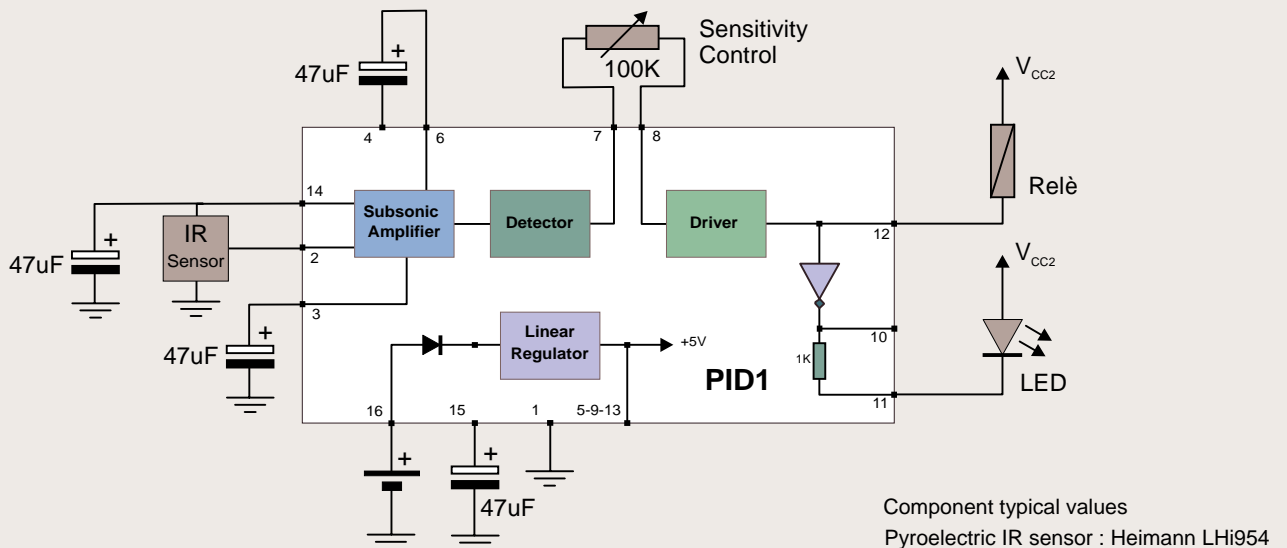 +
47uF
Sensitivity
Control
100K
V CC2
4
6
7
8
14
Relè
Subsonic
Amplifier
Detector
Driver
12
IR
Sensor
+
47uF
2
V CC2
3
+
47uF
Linear
Regulator
+5V
10
1K
PID1
LED
11
16
15
1
5-9-13
+
+
47uF
Component typical values
Pyroelectric IR sensor : Heimann LHi954